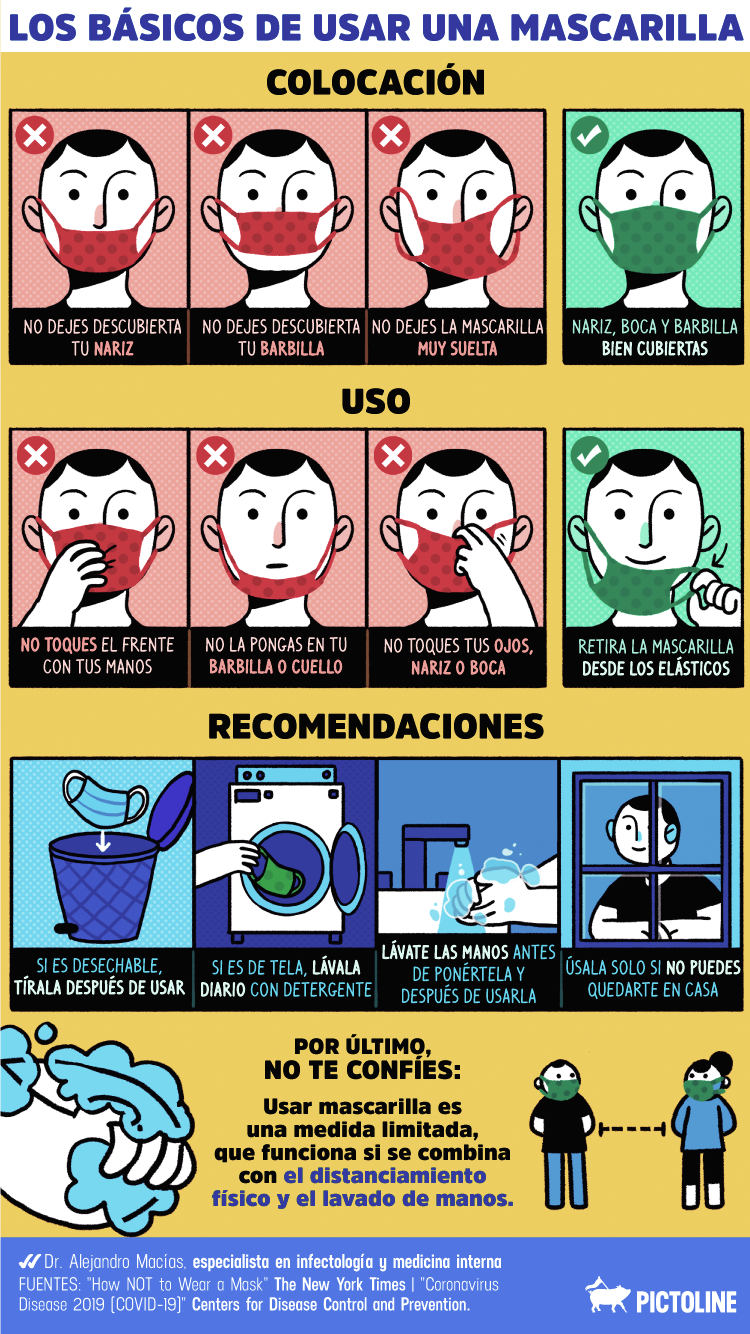 LOS BÁSICOS DE USAR UNA MASCARILLA
COLOCACIÓN
NO DEJES DESCUBIERTA
TU NARIZ
NO DEJES DESCUBIERTA
TU BARBILLA
NO DEJES LA MASCARILLA
MUY SUELTA
NARIZ, BOCA Y BARBILLA
BIEN CUBIERTAS
USO
NO TOQUES EL FRENTE
CON TUS MANOS
NO LA PONGAS EN TU
BARBILLA O CUELLO
NO TOQUES TUS OJOS,
NARIZ O BOCA
RETIRA LA MASCARILLA
DESDE LOS ELÁSTICOS
RECOMENDACIONES
SI ES DESECHABLE,
TÍRALA DESPUÉS DE USAR
SI ES DE TELA, LÁVALA
DIARIO CON DETERGENTE
LÁVATE LAS MANOS ANTES
DE PONÉRTELA Y
DESPUÉS DE USARLA
ÚSALA SOLO SI NO PUEDES
QUEDARTE EN CASA
POR ÚLTIMO,
NO TE CONFÍES:
Usar mascarilla es
una medida limitada,
que funciona si se combina
con el distanciamiento
físico y el lavado de manos.
Dr. Alejandro Macías, especialista en infectología y medicina interna
FUENTES: "How NOT to Wear a Mask" The New York Times | "Coronavirus
Disease 2019 (COVID-19)" Centers for Disease Control and Prevention.
PICTOLINE